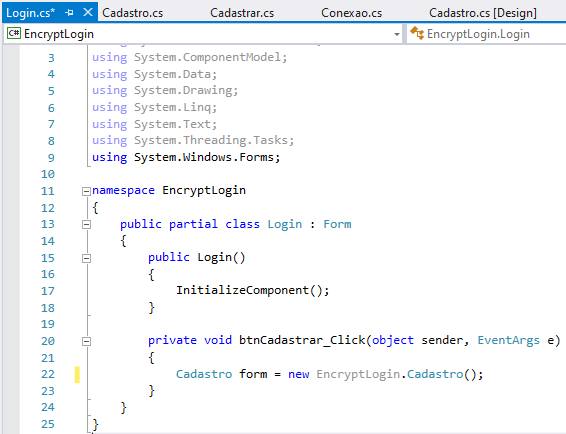 Login.cs* Cadastro.cs Cadastrar.cs Conexao.cs Cadastro.cs [Design]
C# EncryptLogin EncryptLogin.Login
3 using System.ComponentModel;
4 using System.Data;
5 using System.Drawing;
6 using System.Linq;
7 using System.Text;
8 using System.Threading.Tasks;
9 using System.Windows.Forms;
10
11 namespace EncryptLogin
12 {
13 public partial class Login : Form
14 {
15 public Login()
16 {
17 InitializeComponent();
18 }
19
20 private void btnCadastrar_Click(object sender, EventArgs e)
21 {
22 Cadastro form = new EncryptLogin.Cadastro();
23 }
24 }
25 }